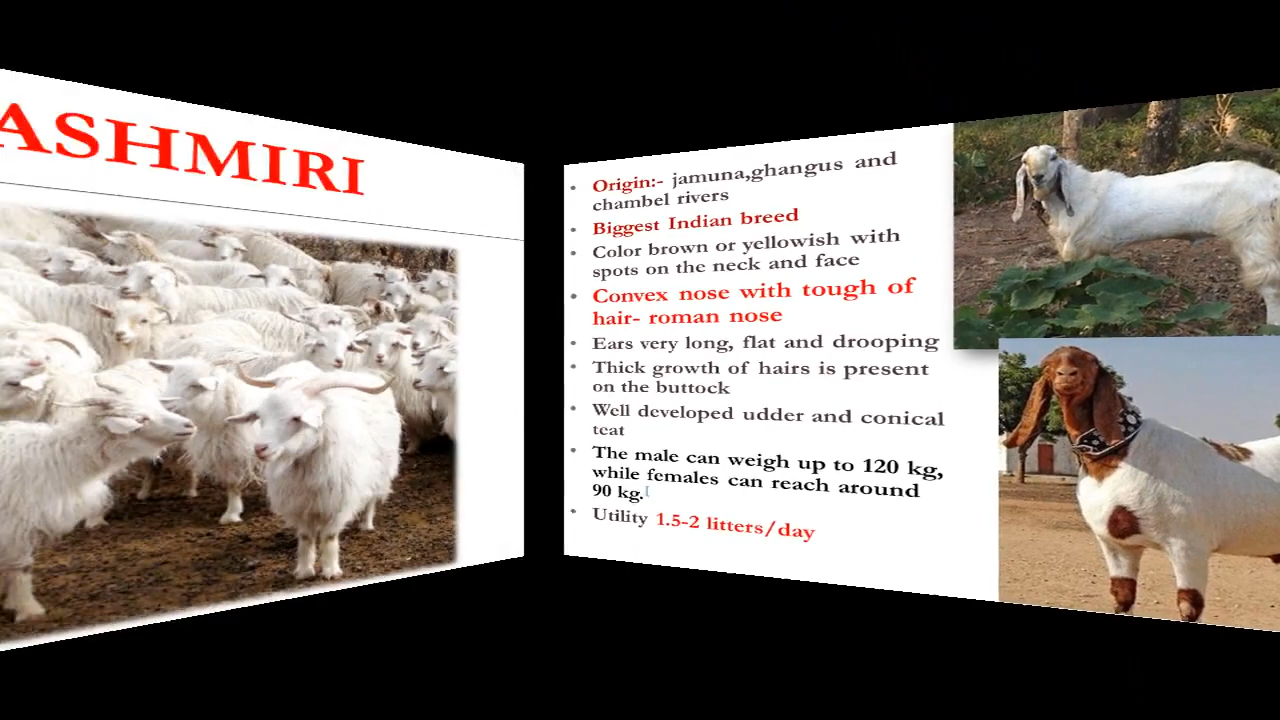 ASHMIRI
Origin:- jamuna,ghangus and
chambel rivers
Biggest Indian breed
Color brown or yellowish with
spots on the neck and face
Convex nose with tough of
hair- roman nose
Ears very long, flat and drooping
Thick growth of hairs is present
on the buttock
Well developed udder and conical
teat
The male can weigh up to 120 kg,
while females can reach around
90 kg.
Utility 1.5-2 litters/day